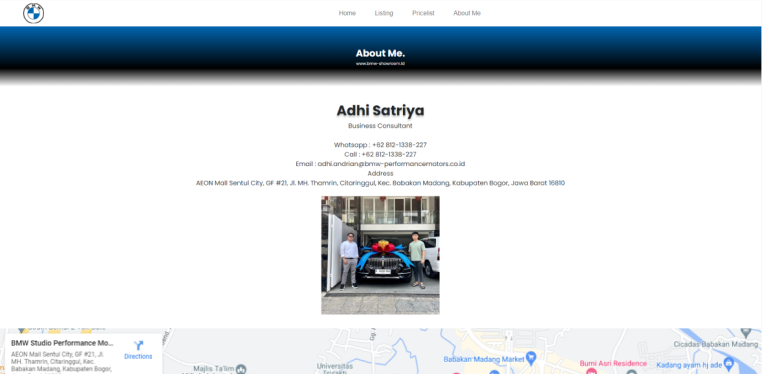 Home Listing Pricelist About Me
About Me.
www.bmw-showroom.id
Adhi Satriya
Business Consultant
Whatsapp : +62 812-1338-227
Call : +62 812-1338-227
Email : adhi.andrian@bmw-performancemotors.co.id
Address
AEON Mall Sentul City, GF #21, Jl. MH. Thamrin, Citaringgul, Kec. Babakan Madang, Kabupaten Bogor, Jawa Barat 16810
BMW Studio Performance Mo...
AEON Mall Sentul City, GF #21, Jl.
MH. Thamrin, Citaringgul, Kec.
Babakan Madang, Kabupaten Bogor,
Directions
Majlis Ta'lim
Universitas
Babakan Madang Market
Bumi Asri Residence
Cicadas Babakan Madang
Kadang ayam hj ade